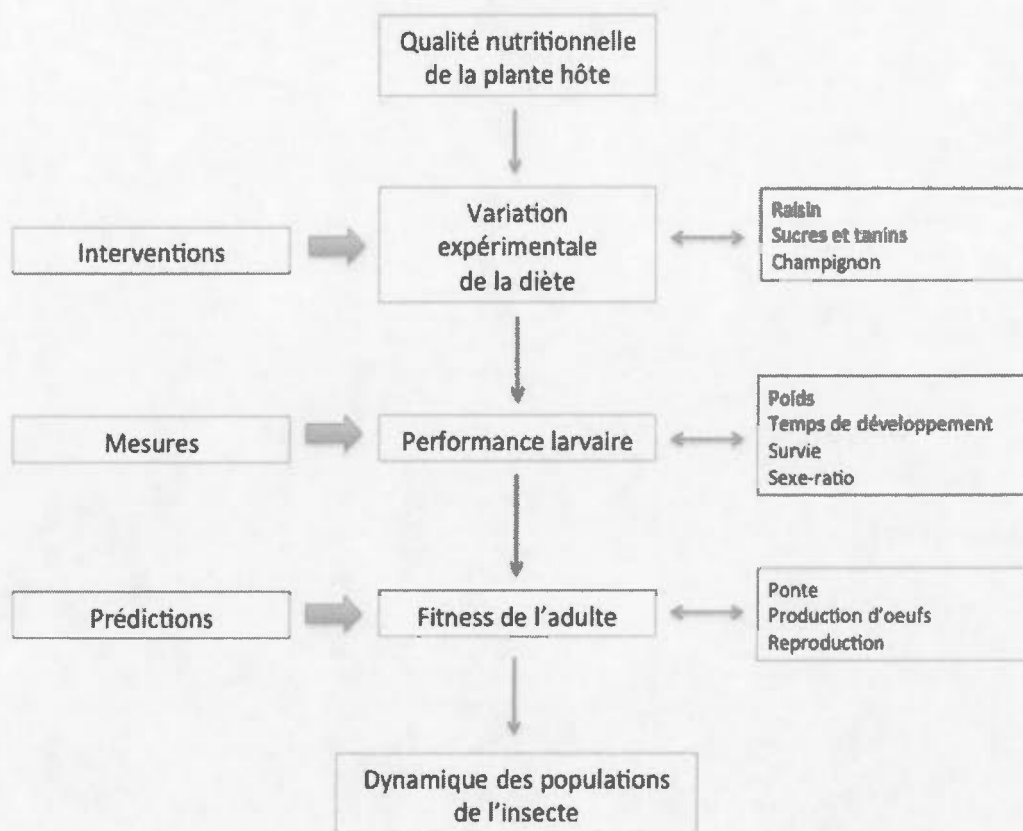 Qualité nutritionnelle
de la plante hôte
Interventions
Variation
expérimentale
de la diète
Raisin
Sucres et tanins
Champignon
Mesures
Performance larvaire
Poids
Temps de développement
Survie
Sexe-ratio
Prédictions
Fitness de l'adulte
Ponte
Production d'oeufs
Reproduction
Dynamique des populations
de l'insecte